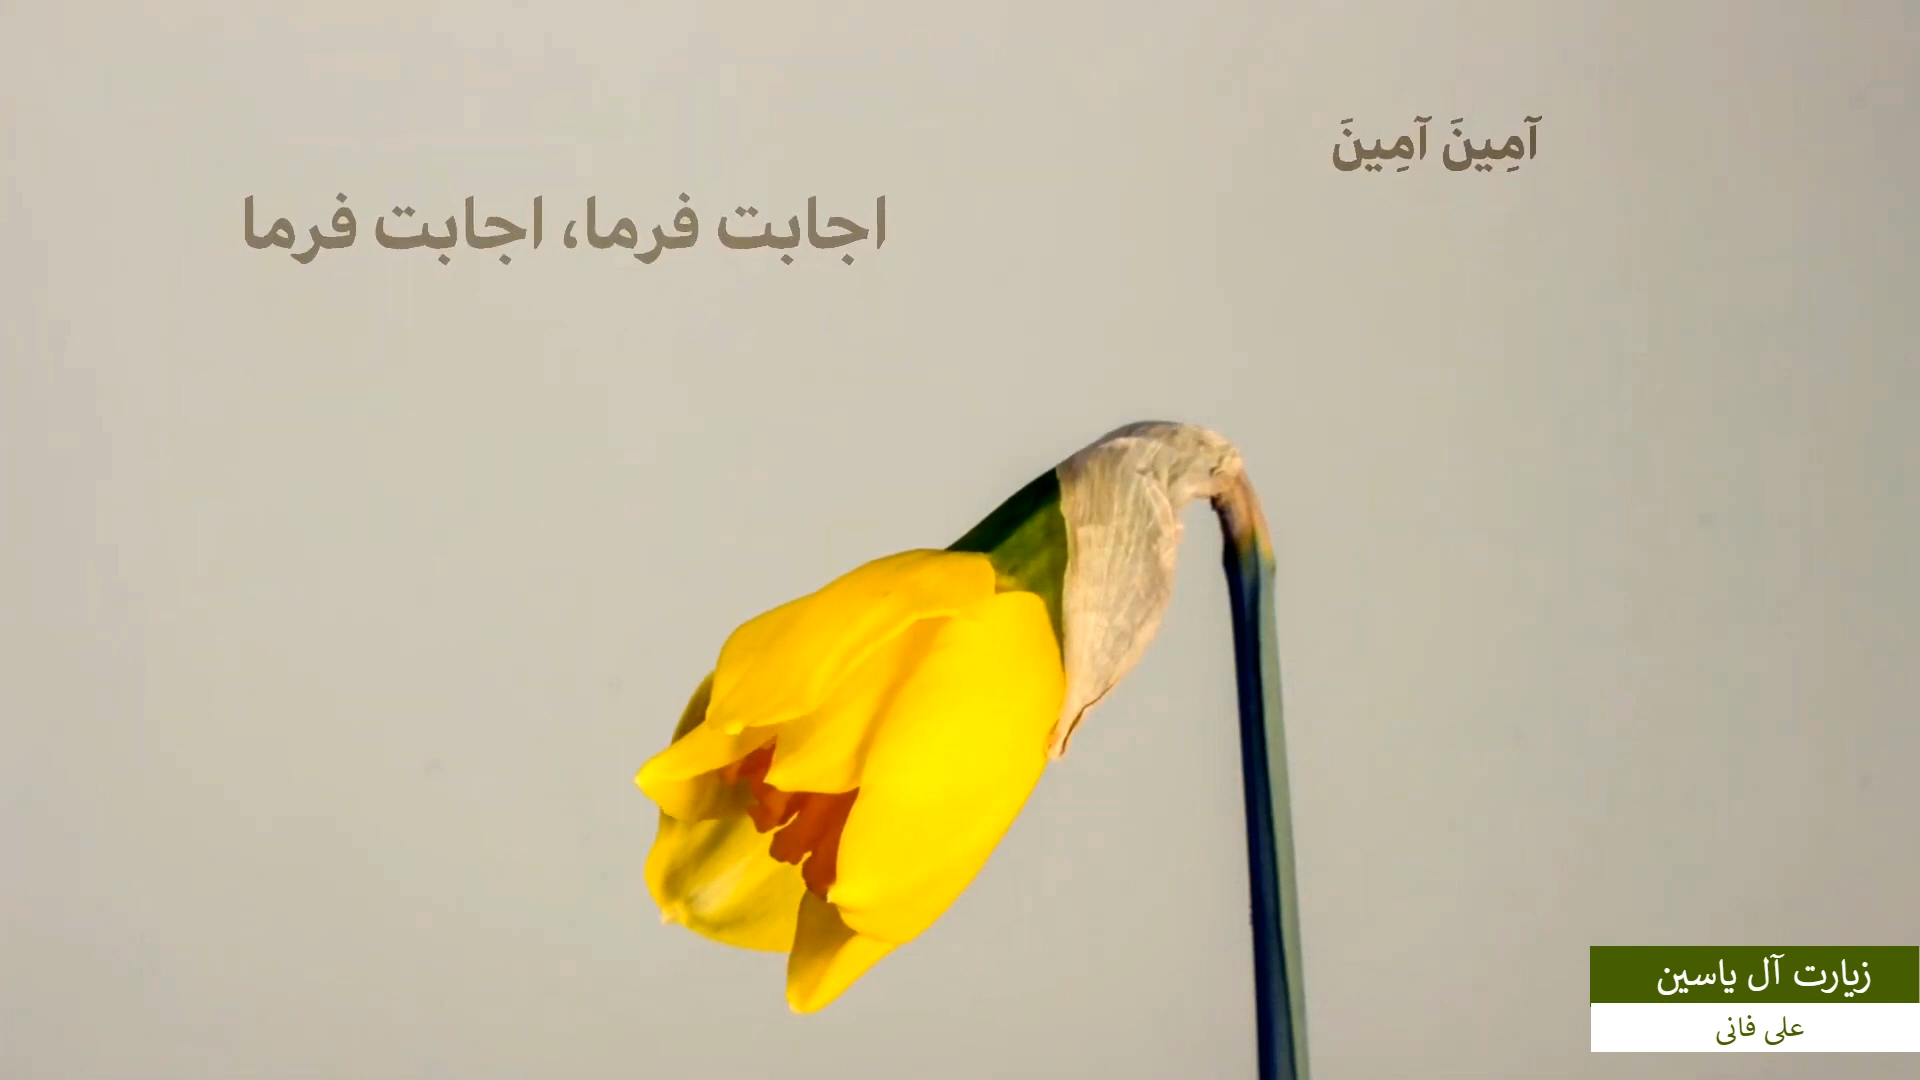 آمِینَ آمِینَ
اجابت فرما، اجابت فرما
زیارت آل یاسین
علی فانی